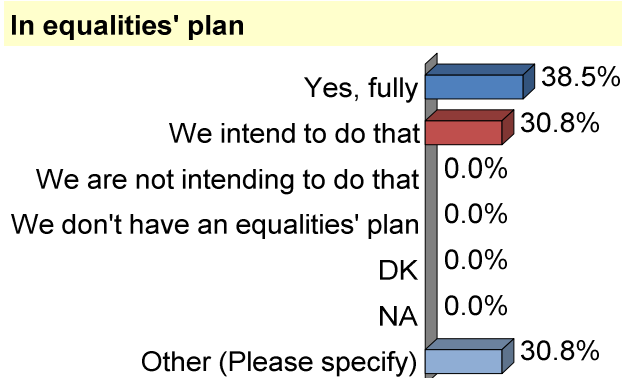 In equalities' plan
Yes, fully 38.5%
We intend to do that 30.8%
We are not intending to do that 0.0%
We don't have an equalities' plan 0.0%
DK 0.0%
NA 0.0%
Other (Please specify) 30.8%